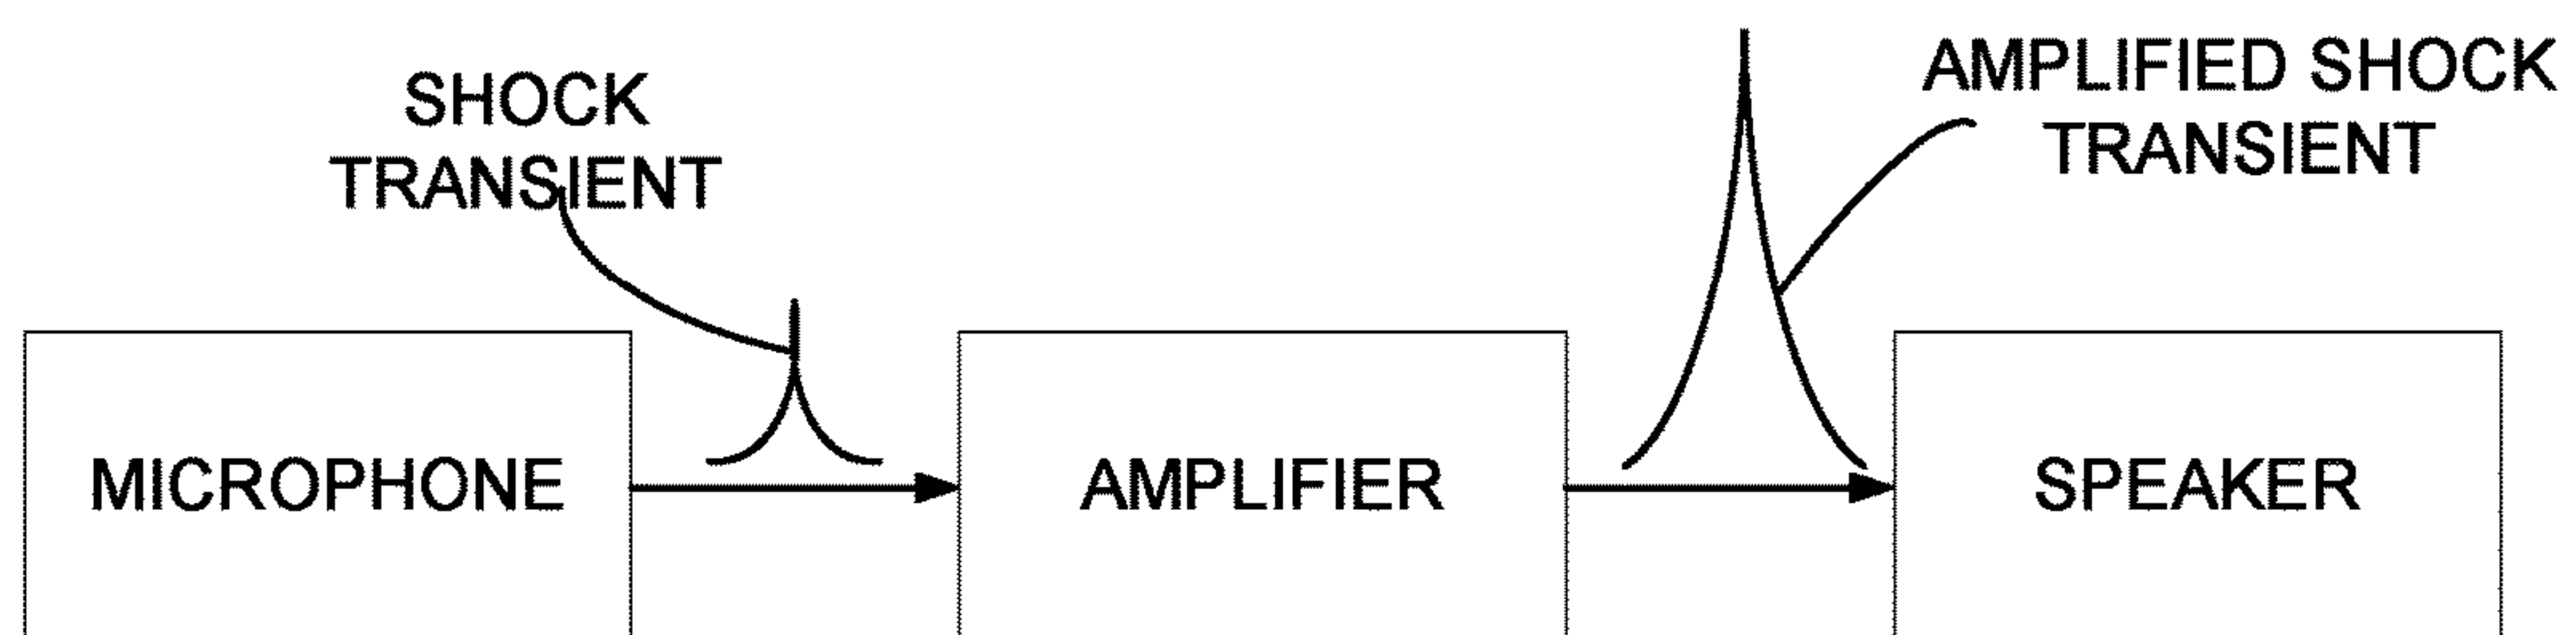 SHOCK
TRANSIENT
AMPLIFIED SHOCK
TRANSIENT
MICROPHONE
AMPLIFIER
SPEAKER